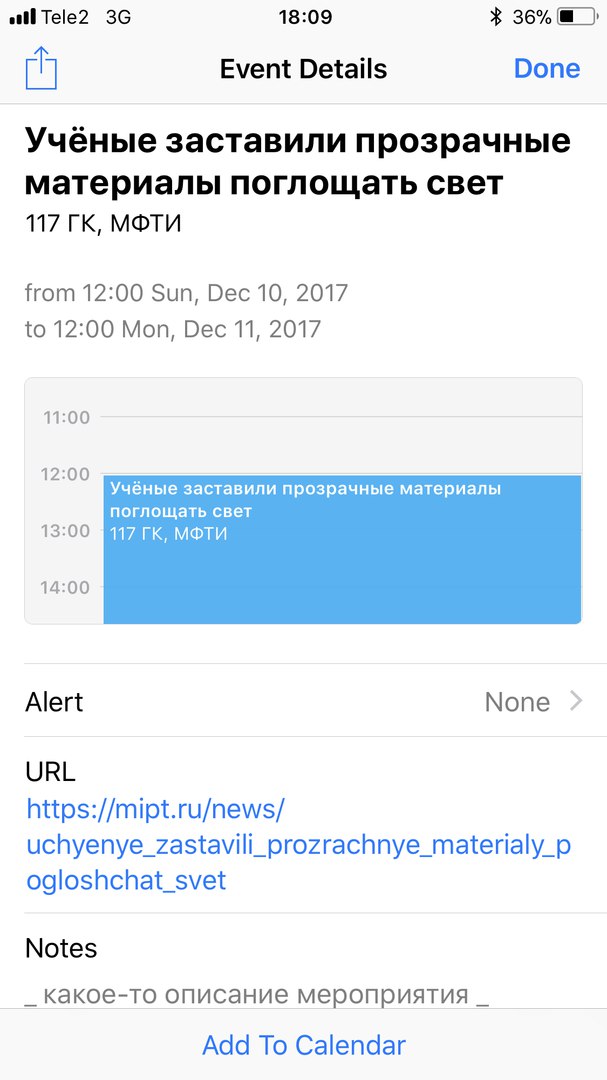 Tele2 3G 18:09 36%
Event Details Done
Учёные заставили прозрачные
материалы поглощать свет
117 ГК, МФТИ
from 12:00 Sun, Dec 10, 2017
to 12:00 Mon, Dec 11, 2017
11:00
12:00
Учёные заставили прозрачные материалы
поглощать свет
13:00 117 ГК, МФТИ
14:00
Alert None
URL
https://mipt.ru/news/
uchyenye_zastavili_prozrachnye_materialy_p
ogloshchat_svet
Notes
_ какое-то описание мероприятия _
Add To Calendar